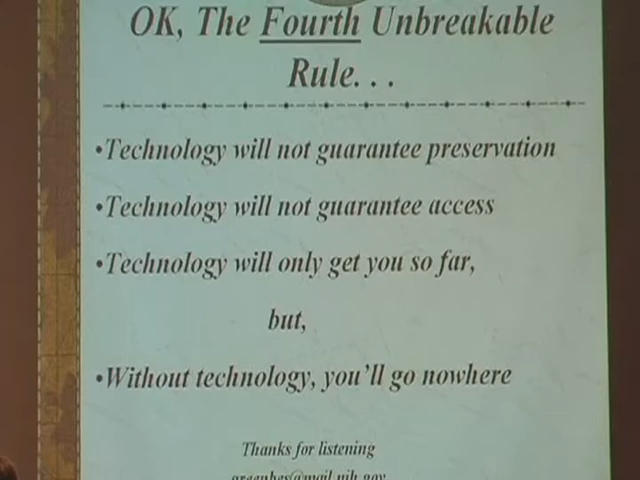 OK, The Fourth Unbreakable
Rule. . .
•Technology will not guarantee preservation
•Technology will not guarantee access
•Technology will only get you so far,
but,
•Without technology, you'll go nowhere
Thanks for listening